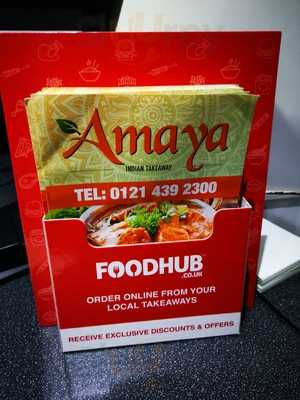 Amaya
INDIAN TAKEAWAY
TEL: 0121 439 2300
FOODHUB
.CO.UK
ORDER ONLINE FROM YOUR
LOCAL TAKEAWAYS
RECEIVE EXCLUSIVE DISCOUNTS & OFFERS